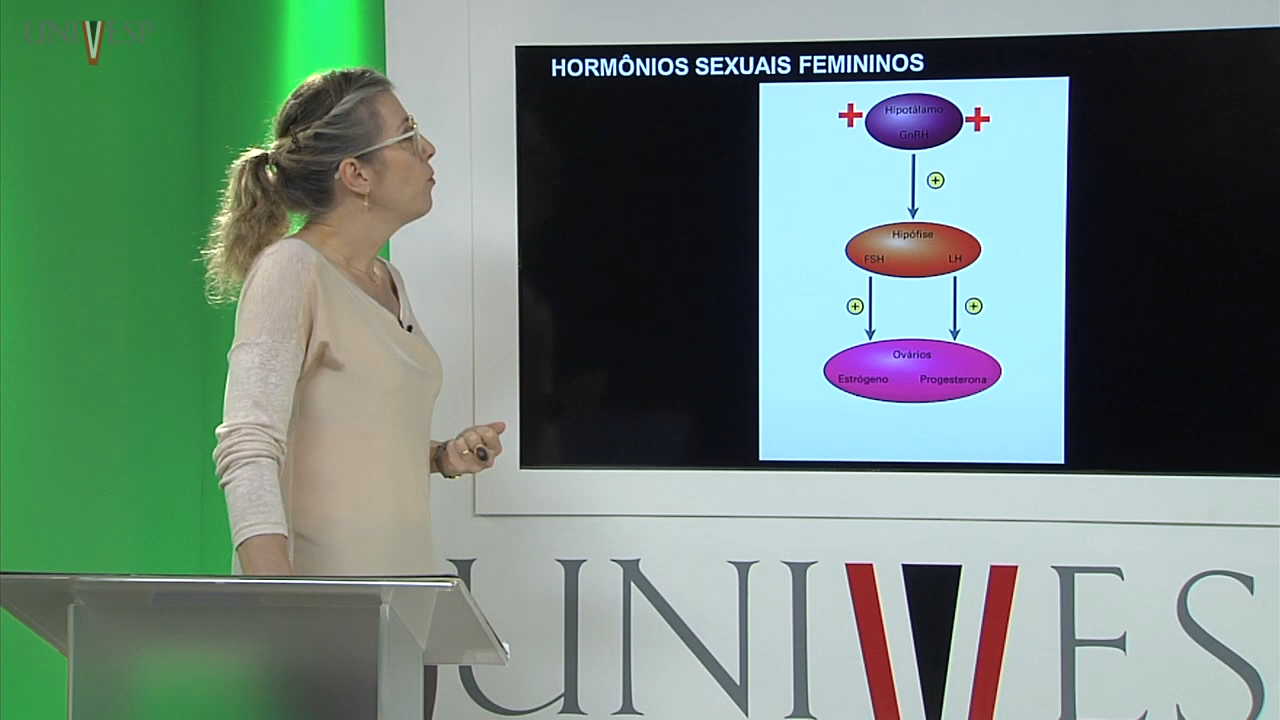 UNIVESP
HORMÔNIOS SEXUAIS FEMININOS
Hipotálamo
GnRH
Hipófise
FSH LH
Ovários
Estrógeno Progesterona
UNIVES